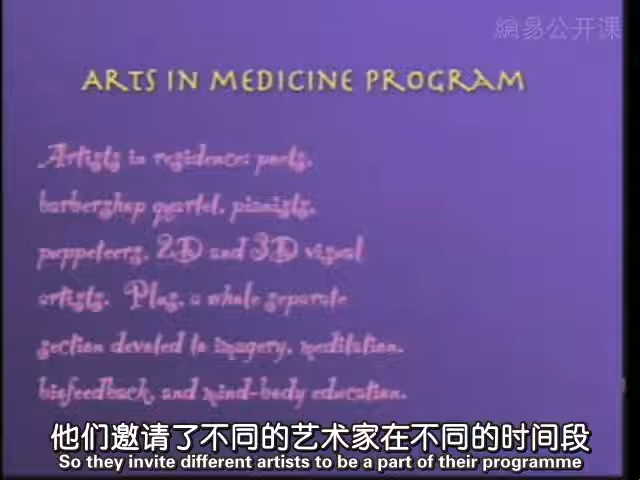 網易公开课
ARTS IN MEDICINE PROGRAM
Artists in residence: poets,
barbershop quartet, pianists,
puppeteers, 2D and 3D visual
artists. Plus, a whole separate
section devoted to imagery, meditation,
biofeedback, and mind-body education.
他们邀请了不同的艺术家在不同的时间段
So they invite different artists to be a part of their programme